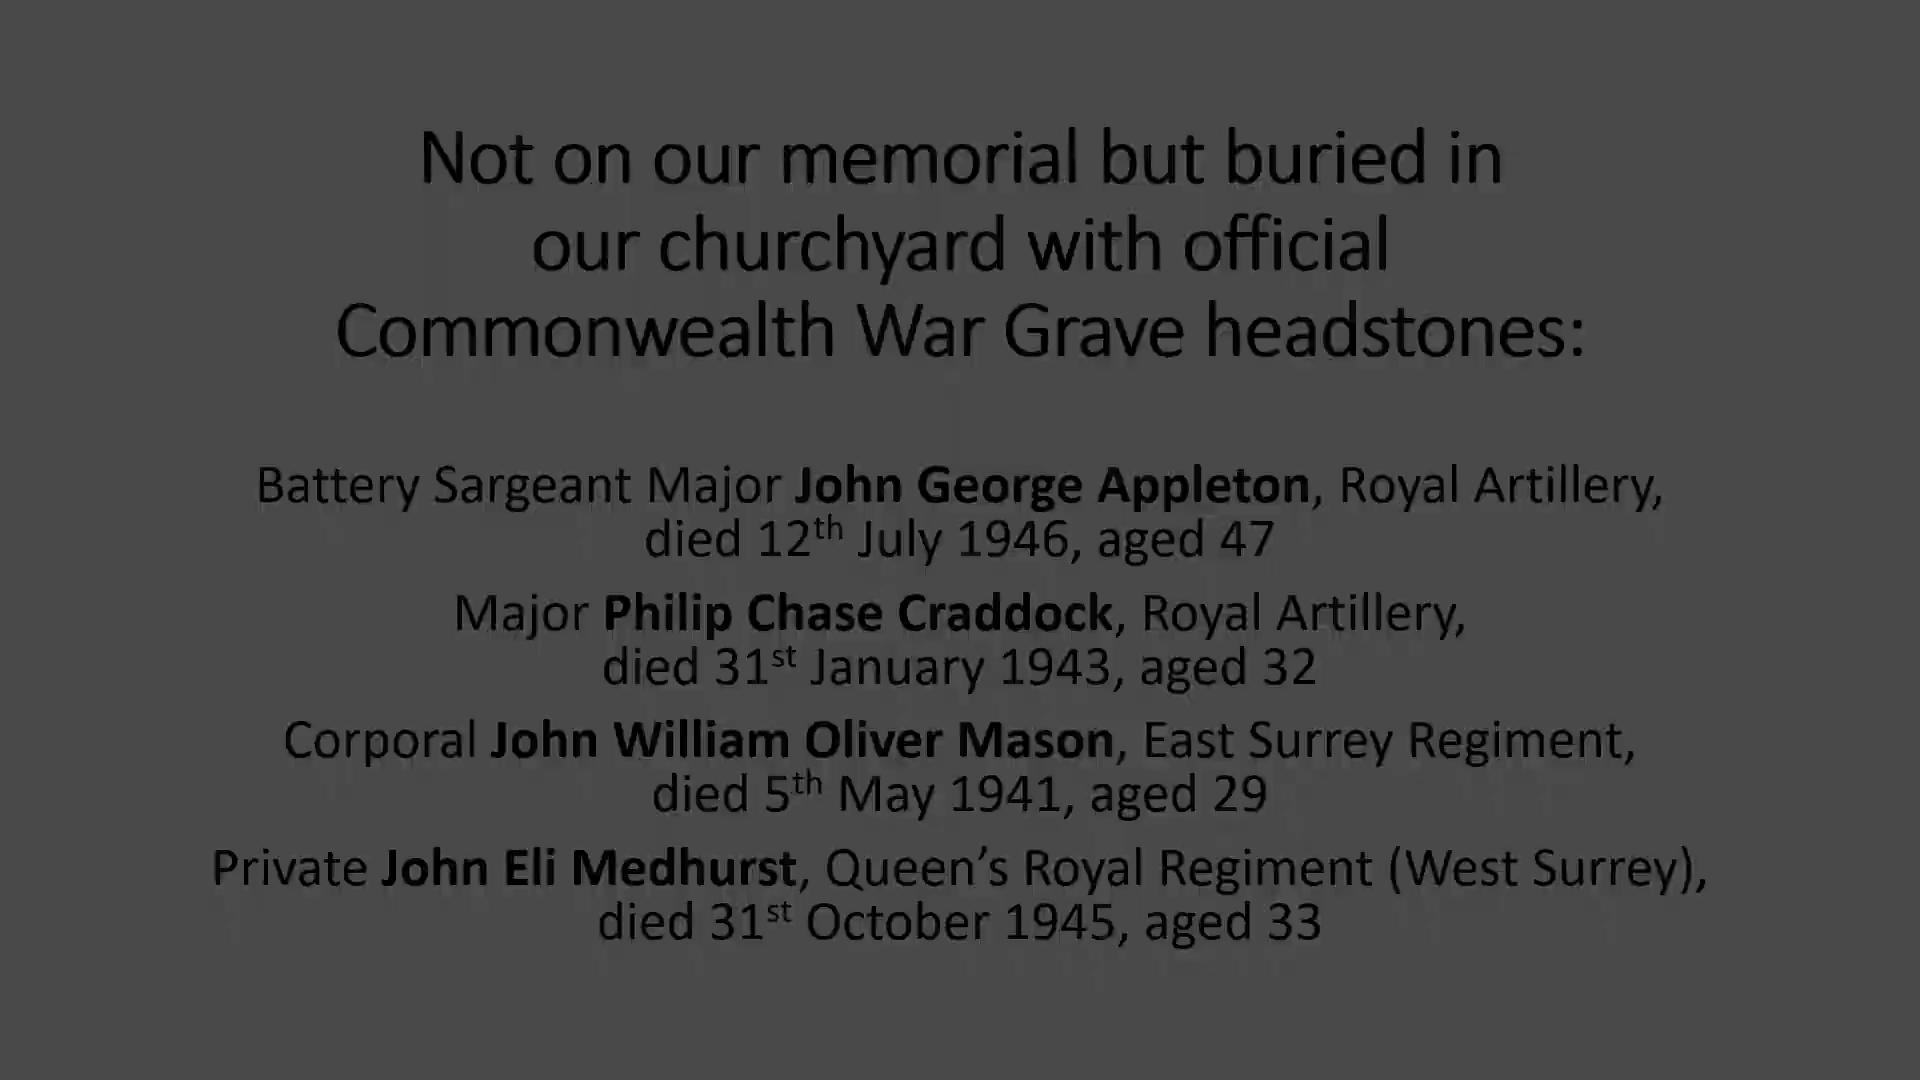 Not on our memorial but buried in
our churchyard with official
Commonwealth War Grave headstones:
Battery Sargeant Major John George Appleton, Royal Artillery,
died 12th July 1946, aged 47
Major Philip Chase Craddock, Royal Artillery,
died 31st January 1943, aged 32
Corporal John William Oliver Mason, East Surrey Regiment,
died 5th May 1941, aged 29
Private John Eli Medhurst, Queen’s Royal Regiment (West Surrey),
died 31st October 1945, aged 33